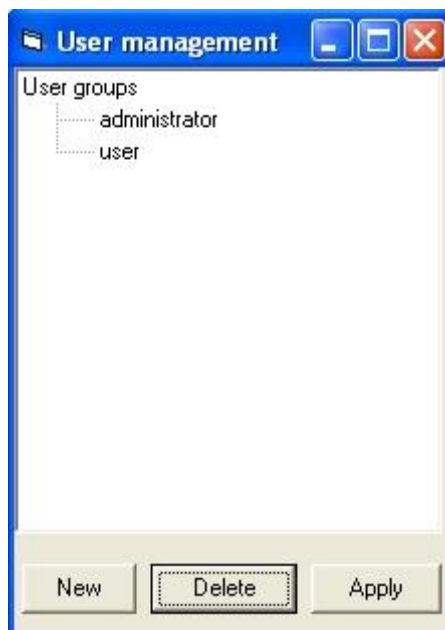 User management
User groups
administrator
user
New Delete Apply